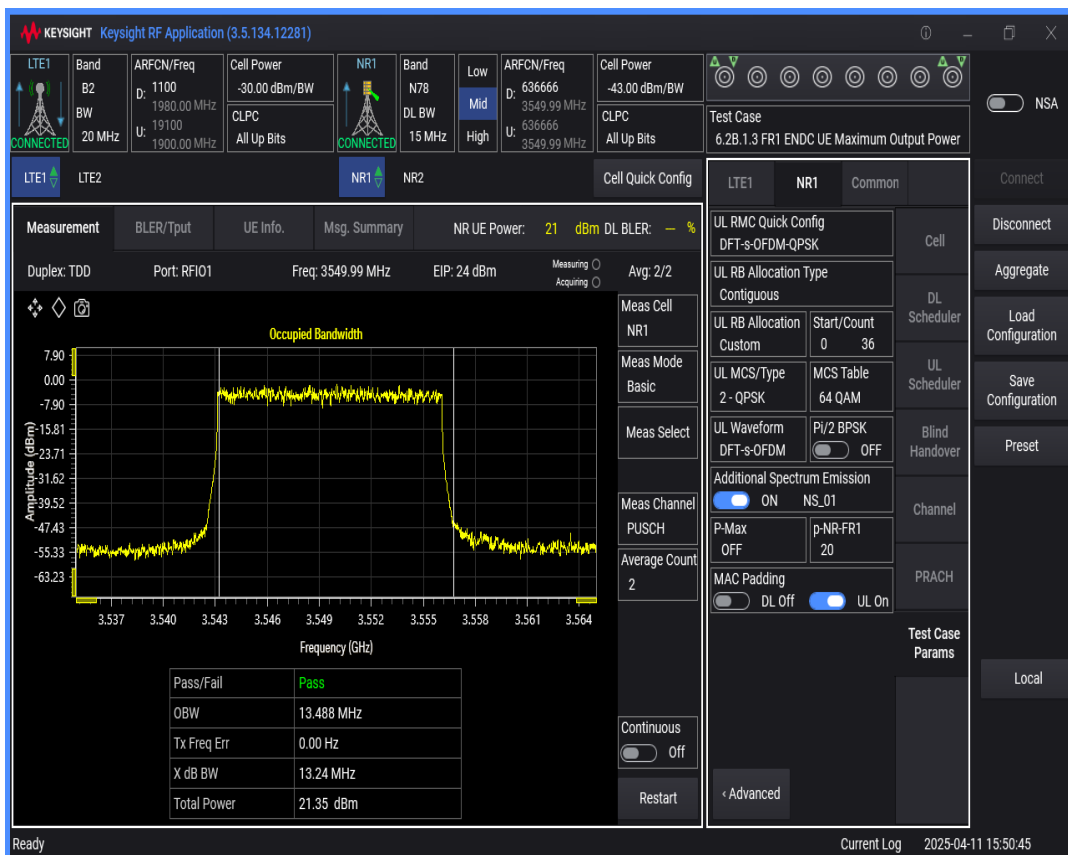 KEYSIGHT Keysight RF Application (3.5.134.12281)
LTE1
CONNECTED
Band
B2
BW
20 MHz
ARFCN/Freq
D: 1100
1980.00 MHz
U: 19100
1900.00 MHz
Cell Power
-30.00 dBm/BW
CLPC
All Up Bits
NR1
CONNECTED
Band
N78
DL BW
15 MHz
Low
Mid
High
ARFCN/Freq
D: 636666
3549.99 MHz
U: 636666
3549.99 MHz
Cell Power
-43.00 dBm/BW
CLPC
All Up Bits
Test Case
6.2B.1.3 FR1 ENDC UE Maximum Output Power
NSA
LTE1 LTE2 NR1 NR2 Cell Quick Config
Measurement BLER/Tput UE Info. Msg. Summary NR UE Power: 21 dBm DL BLER: — %
Duplex: TDD Port: RFIO1 Freq: 3549.99 MHz EIP: 24 dBm Measuring Acquiring Avg: 2/2
Occupied Bandwidth
Amplitude (dBm)
7.90
0.00
-7.90
-15.81
-23.71
-31.62
-39.52
-47.43
-55.33
-63.23
3.537 3.540 3.543 3.546 3.549 3.552 3.555 3.558 3.561 3.564
Frequency (GHz)
Pass/Fail Pass
OBW 13.488 MHz
Tx Freq Err 0.00 Hz
X dB BW 13.24 MHz
Total Power 21.35 dBm
Meas Cell
NR1
Meas Mode
Basic
Meas Select
Meas Channel
PUSCH
Average Count
2
Continuous
Off
Restart
LTE1 NR1 Common
UL RMC Quick Config
DFT-s-OFDM-QPSK
UL RB Allocation Type
Contiguous
UL RB Allocation Start/Count
Custom 0 36
UL MCS/Type MCS Table
2 - QPSK 64 QAM
UL Waveform Pi/2 BPSK
DFT-s-OFDM OFF
Additional Spectrum Emission
ON NS_01
P-Max p-NR-FR1
OFF 20
MAC Padding
DL Off UL On
‹ Advanced
Cell
DL
Scheduler
UL
Scheduler
Blind
Handover
Channel
PRACH
Test Case
Params
Connect
Disconnect
Aggregate
Load
Configuration
Save
Configuration
Preset
Local
Ready Current Log 2025-04-11 15:50:45